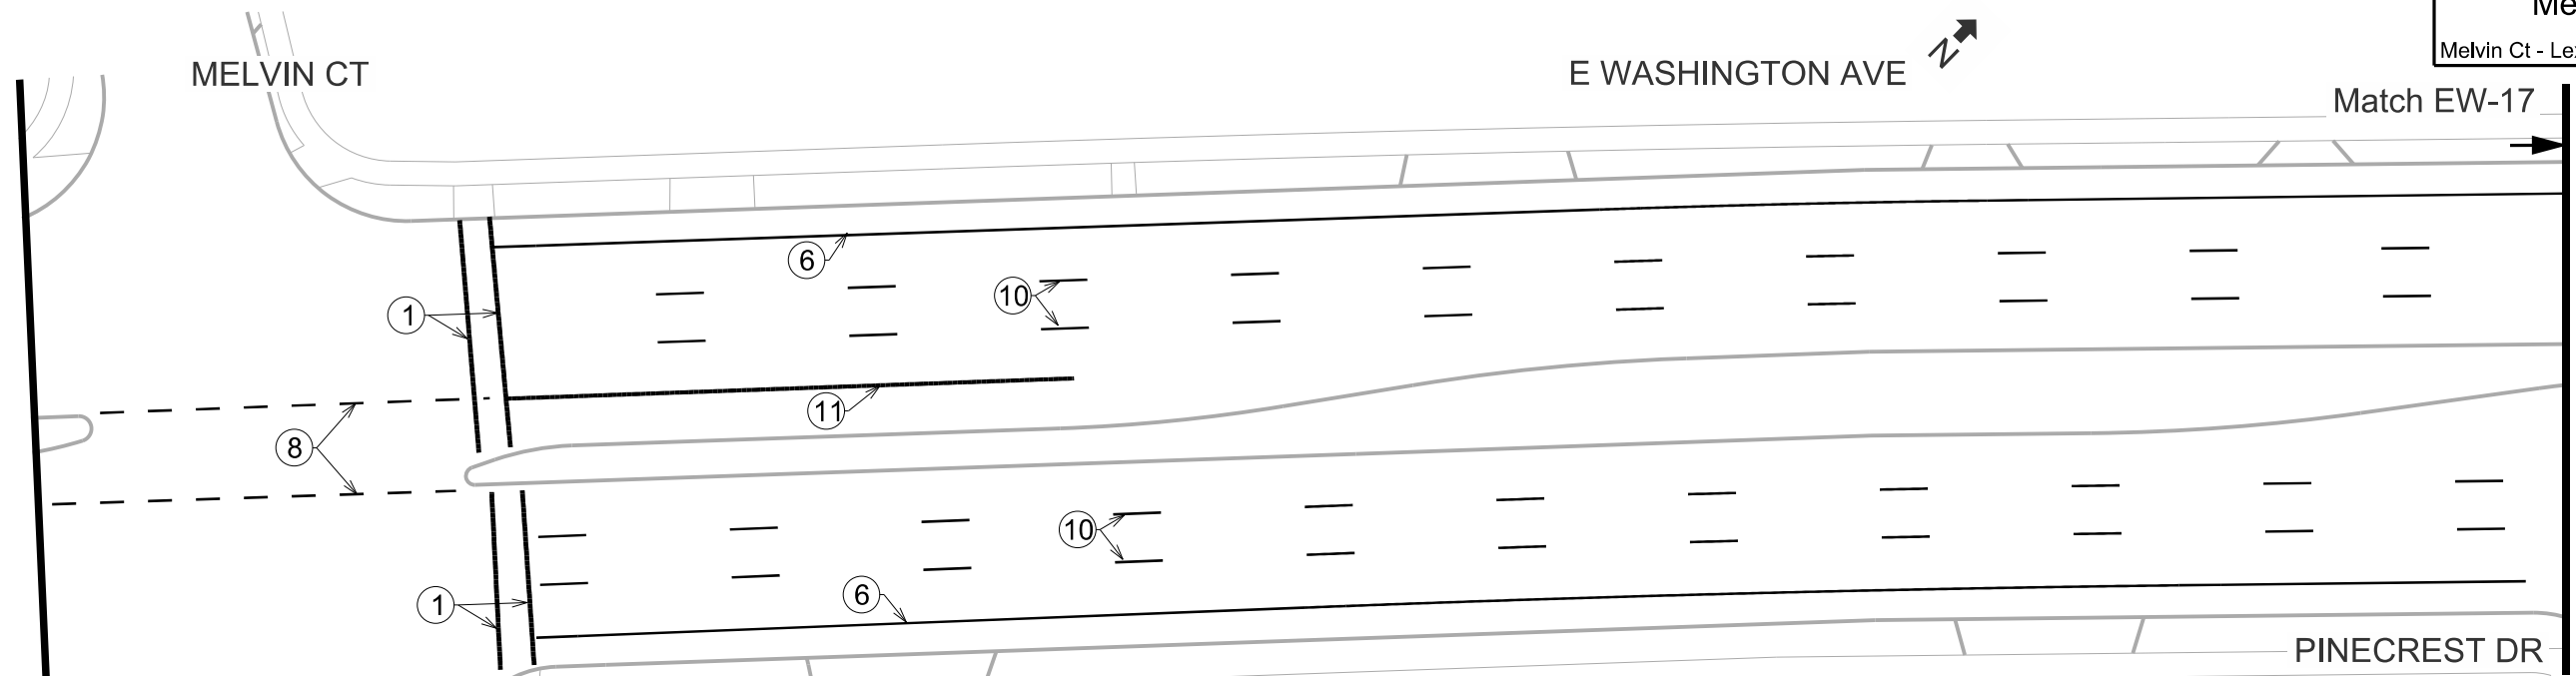 Me
MELVIN CT
E WASHINGTON AVE
N
Melvin Ct - Le
Match EW-17
6
10
1
11
8
10
1
6
PINECREST DR